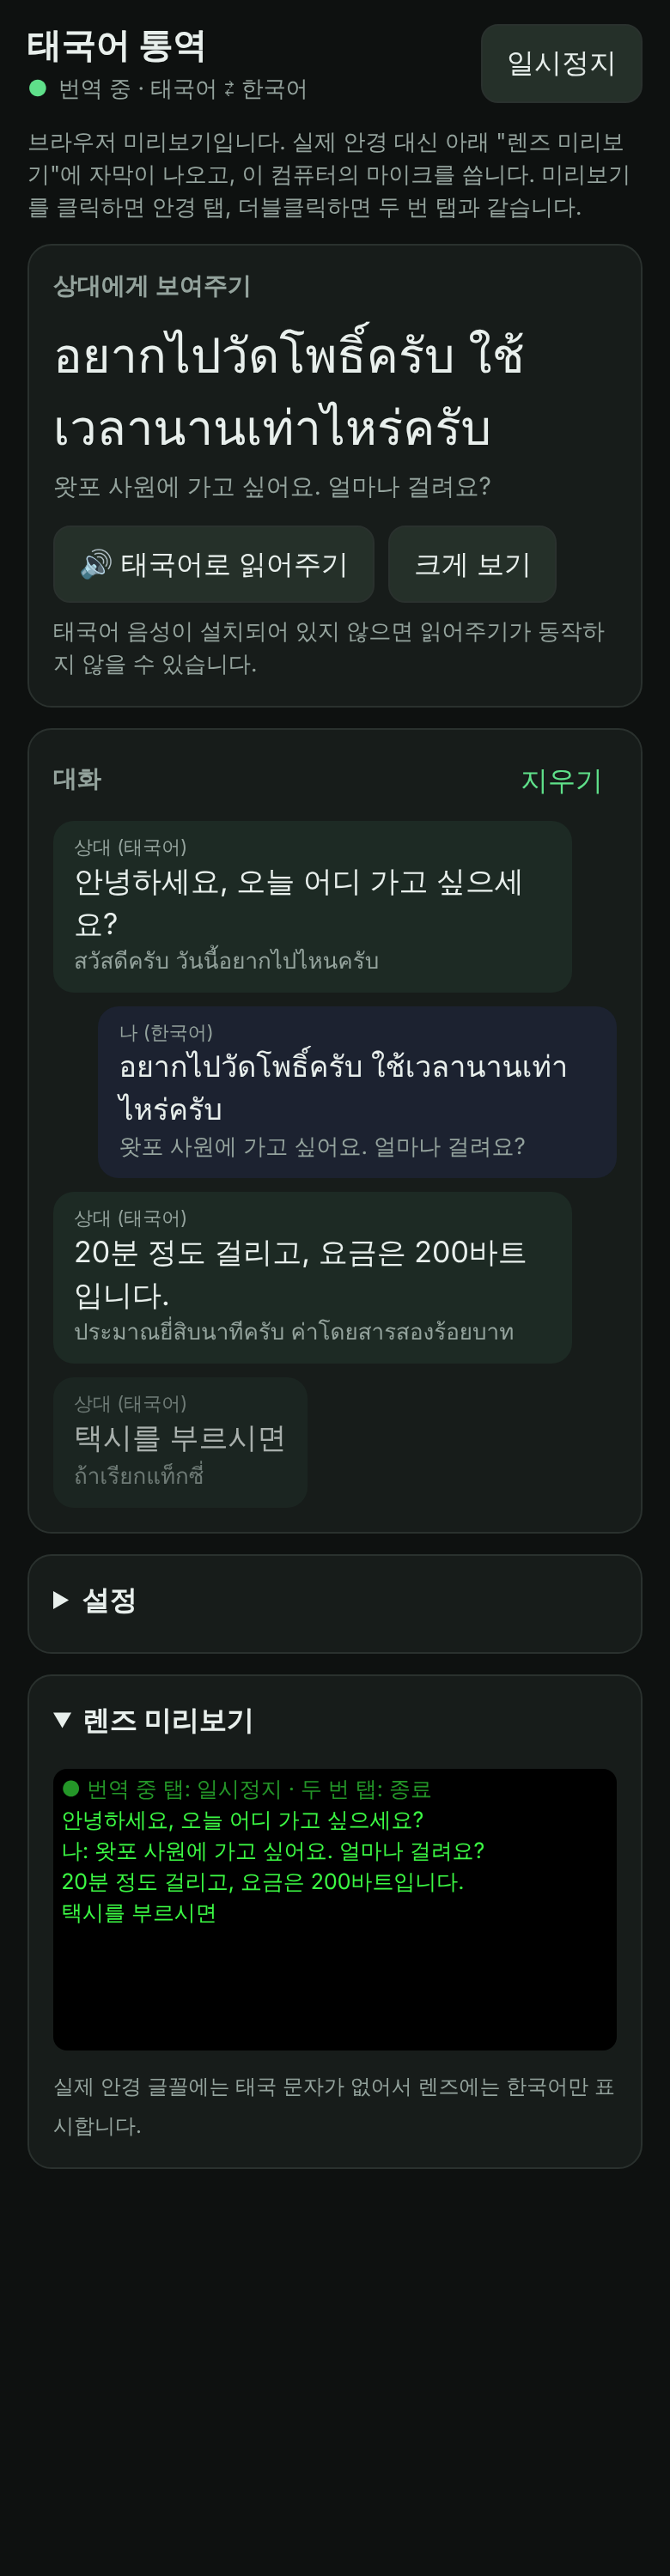 태국어 통역
일시정지
번역 중 · 태국어 ⇄ 한국어
브라우저 미리보기입니다. 실제 안경 대신 아래 "렌즈 미리보
기"에 자막이 나오고, 이 컴퓨터의 마이크를 씁니다. 미리보기
를 클릭하면 안경 탭, 더블클릭하면 두 번 탭과 같습니다.
상대에게 보여주기
อยากไปวัดโพธิ์ครับ ใช้
เวลานานเท่าไหร่ครับ
왓포 사원에 가고 싶어요. 얼마나 걸려요?
🔊 태국어로 읽어주기
크게 보기
태국어 음성이 설치되어 있지 않으면 읽어주기가 동작하
지 않을 수 있습니다.
대화
지우기
상대 (태국어)
안녕하세요, 오늘 어디 가고 싶으세
요?
สวัสดีครับ วันนี้อยากไปไหนครับ
나 (한국어)
อยากไปวัดโพธิ์ครับ ใช้เวลานานเท่า
ไหร่ครับ
왓포 사원에 가고 싶어요. 얼마나 걸려요?
상대 (태국어)
20분 정도 걸리고, 요금은 200바트
입니다.
ประมาณยี่สิบนาทีครับ ค่าโดยสารสองร้อยบาท
상대 (태국어)
택시를 부르시면
ถ้าเรียกแท็กซี่
▶ 설정
▼ 렌즈 미리보기
● 번역 중 탭: 일시정지 · 두 번 탭: 종료
안녕하세요, 오늘 어디 가고 싶으세요?
나: 왓포 사원에 가고 싶어요. 얼마나 걸려요?
20분 정도 걸리고, 요금은 200바트입니다.
택시를 부르시면
실제 안경 글꼴에는 태국 문자가 없어서 렌즈에는 한국어만 표
시합니다.